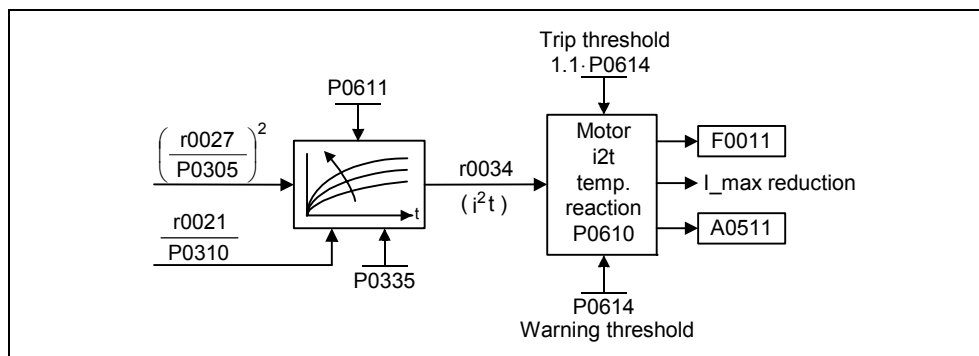 Trip threshold
1.1·P0614
P0611
(r0027/P0305)²
r0021/P0310
t
P0335
r0034
(i²t)
Motor
i2t
temp.
reaction
P0610
F0011
I_max reduction
A0511
P0614
Warning threshold